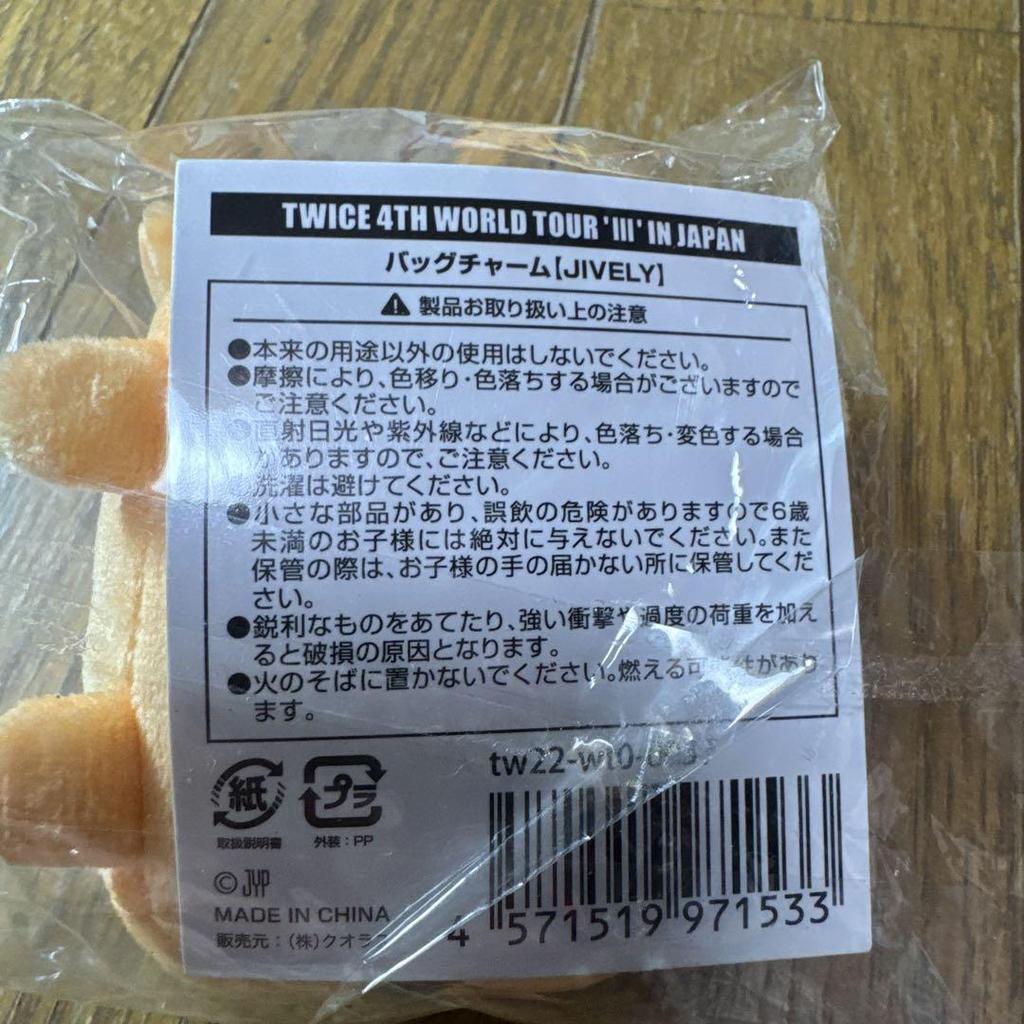 TWICE 4TH WORLD TOUR 'III' IN JAPAN
バッグチャーム【JIVELY】
製品お取り扱い上の注意
●本来の用途以外の使用はしないでください。
●摩擦により、色移り・色落ちする場合がございますので
ご注意ください。
●直射日光や紫外線などにより、色落ち・変色する場合
がありますので、ご注意ください。
●洗濯は避けてください。
●小さな部品があり、誤飲の危険がありますので6歳
未満のお子様には絶対に与えないでください。また
保管の際は、お子様の手の届かない所に保管してくだ
さい。
●鋭利なものをあてたり、強い衝撃や過度の荷重を加え
ると破損の原因となります。
●火のそばに置かないでください。燃える可能性があり
ます。
紙 プラ
取扱説明書 外装：PP
tw22-wt0-
©JYP
MADE IN CHINA
販売元：(株)クオラス
4 571519 971533